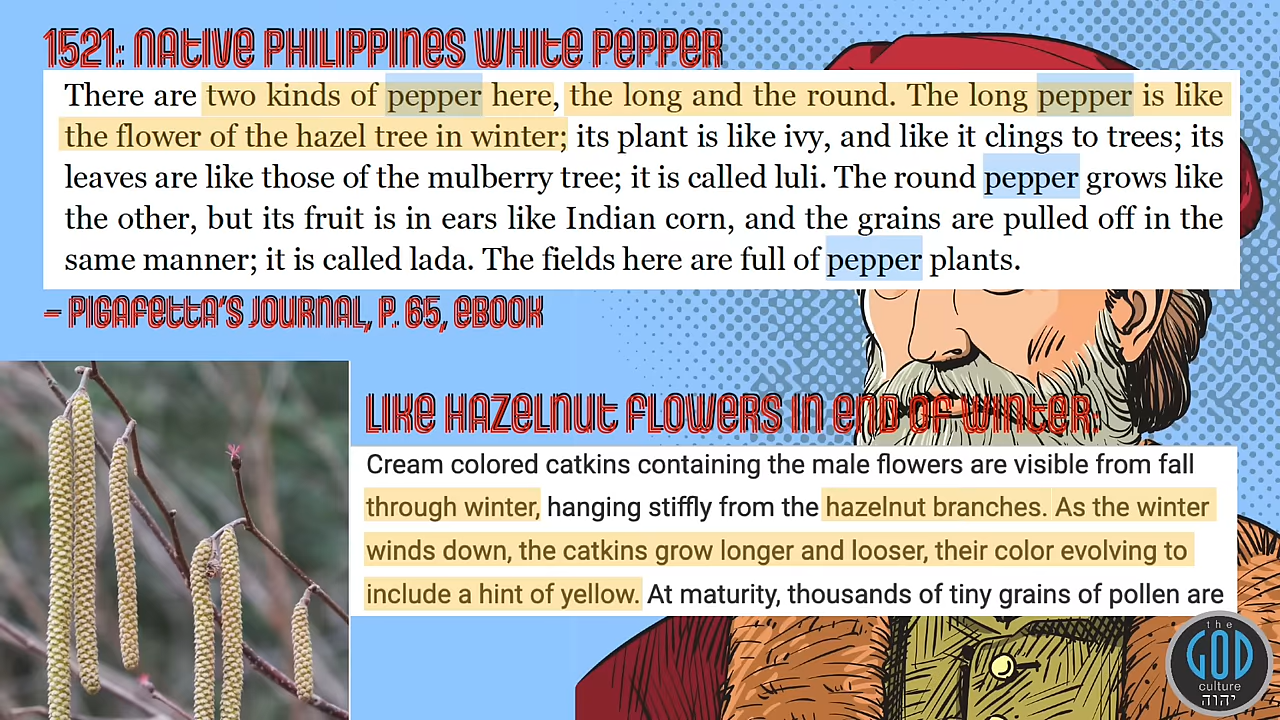 1521: NATIVE PHILIPPINES WHITE PEPPER
There are two kinds of pepper here, the long and the round. The long pepper is like
the flower of the hazel tree in winter; its plant is like ivy, and like it clings to trees; its
leaves are like those of the mulberry tree; it is called luli. The round pepper grows like
the other, but its fruit is in ears like Indian corn, and the grains are pulled off in the
same manner; it is called lada. The fields here are full of pepper plants.
– PIGAFETTA'S JOURNAL, P. 65, EBOOK
LIKE HAZELNUT FLOWERS IN END OF WINTER:
Cream colored catkins containing the male flowers are visible from fall
through winter, hanging stiffly from the hazelnut branches. As the winter
winds down, the catkins grow longer and looser, their color evolving to
include a hint of yellow. At maturity, thousands of tiny grains of pollen are
the
GOD
culture
יהוה